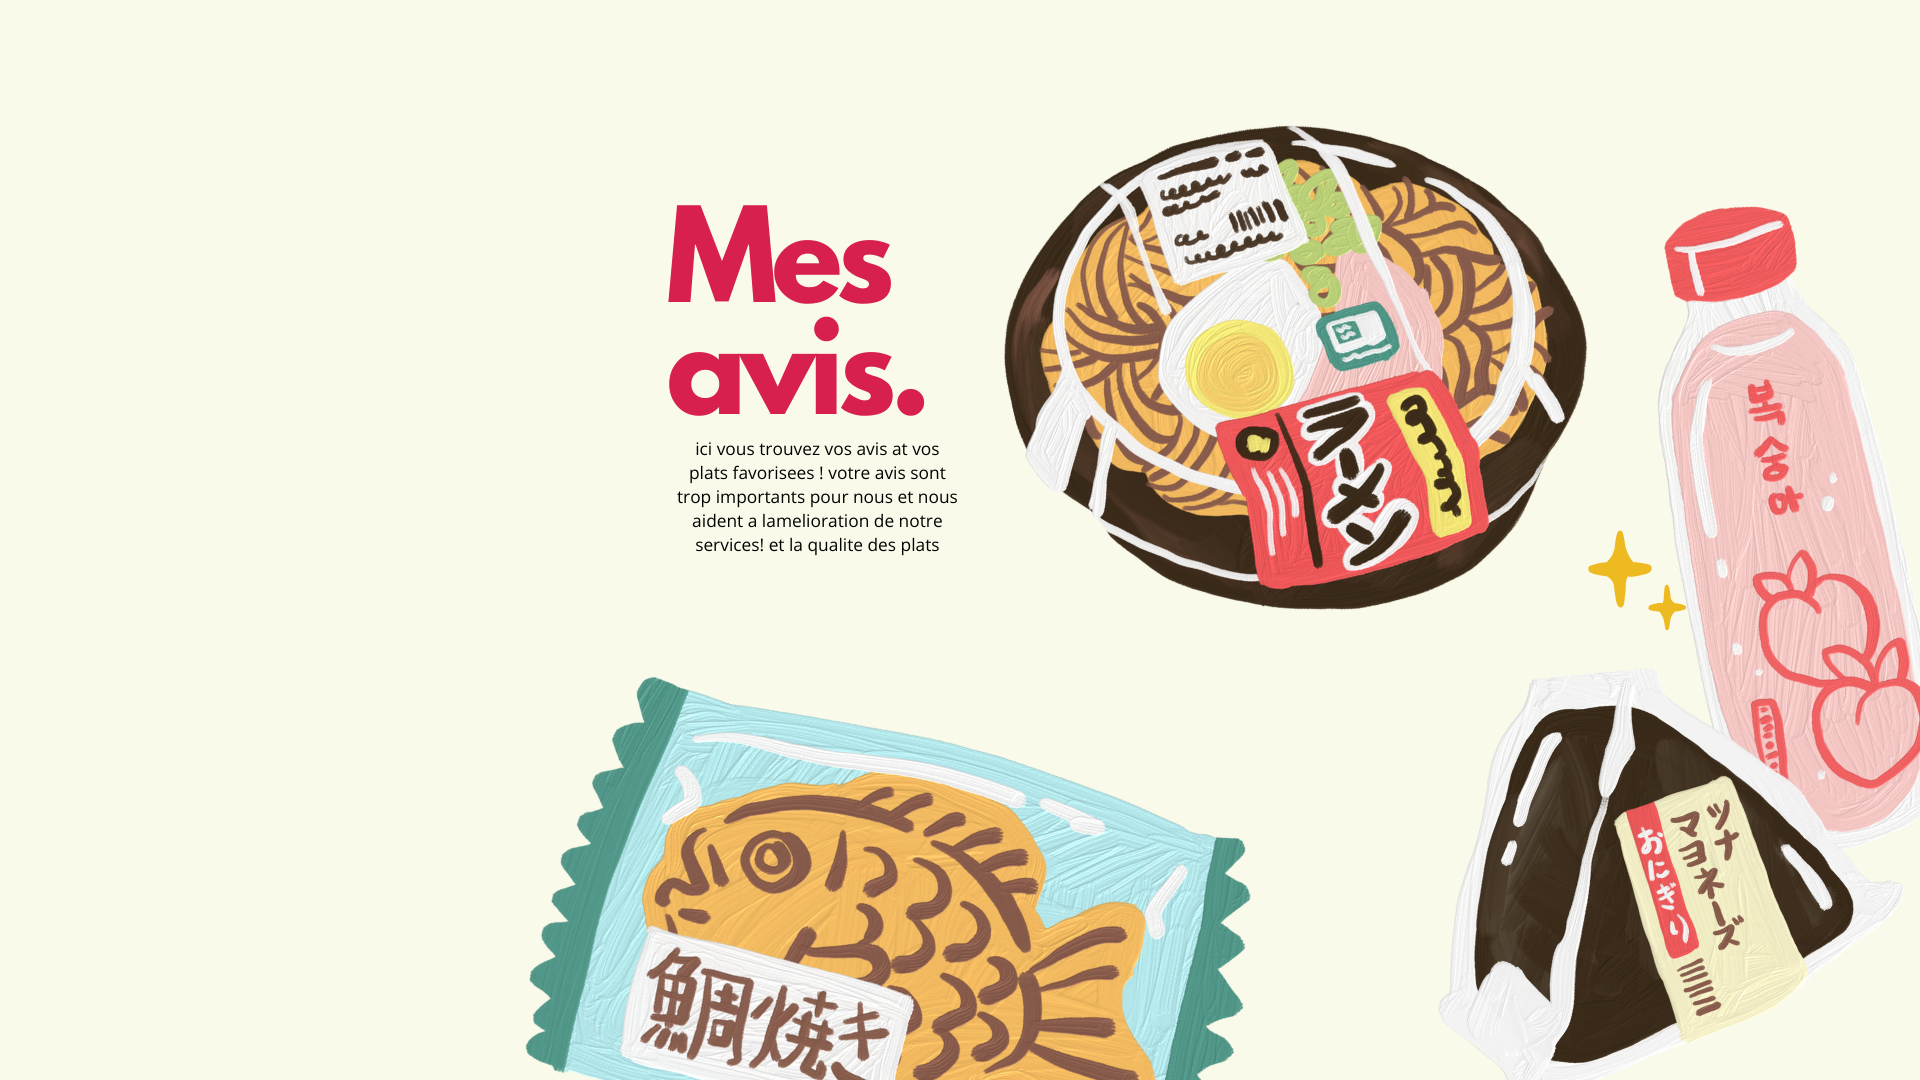 Mes
avis.
ici vous trouvez vos avis at vos
plats favorisees ! votre avis sont
trop importants pour nous et nous
aident a lamelioration de notre
services! et la qualite des plats
ラーメン
복숭아
ツナ
マヨネーズ
おにぎり
鯛焼き